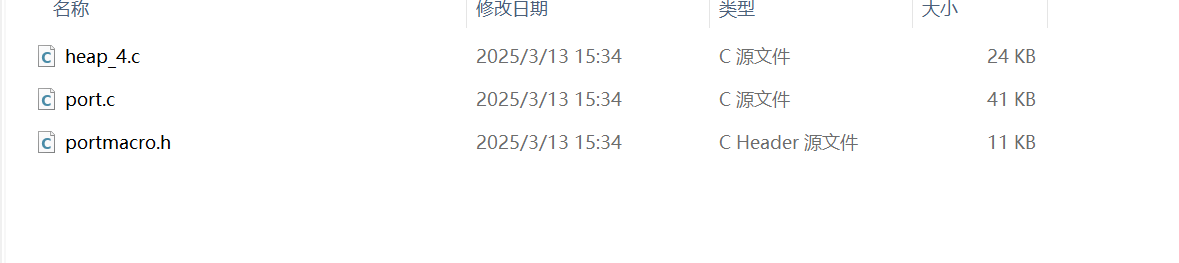 名称 修改日期 类型 大小
heap_4.c 2025/3/13 15:34 C 源文件 24 KB
port.c 2025/3/13 15:34 C 源文件 41 KB
portmacro.h 2025/3/13 15:34 C Header 源文件 11 KB